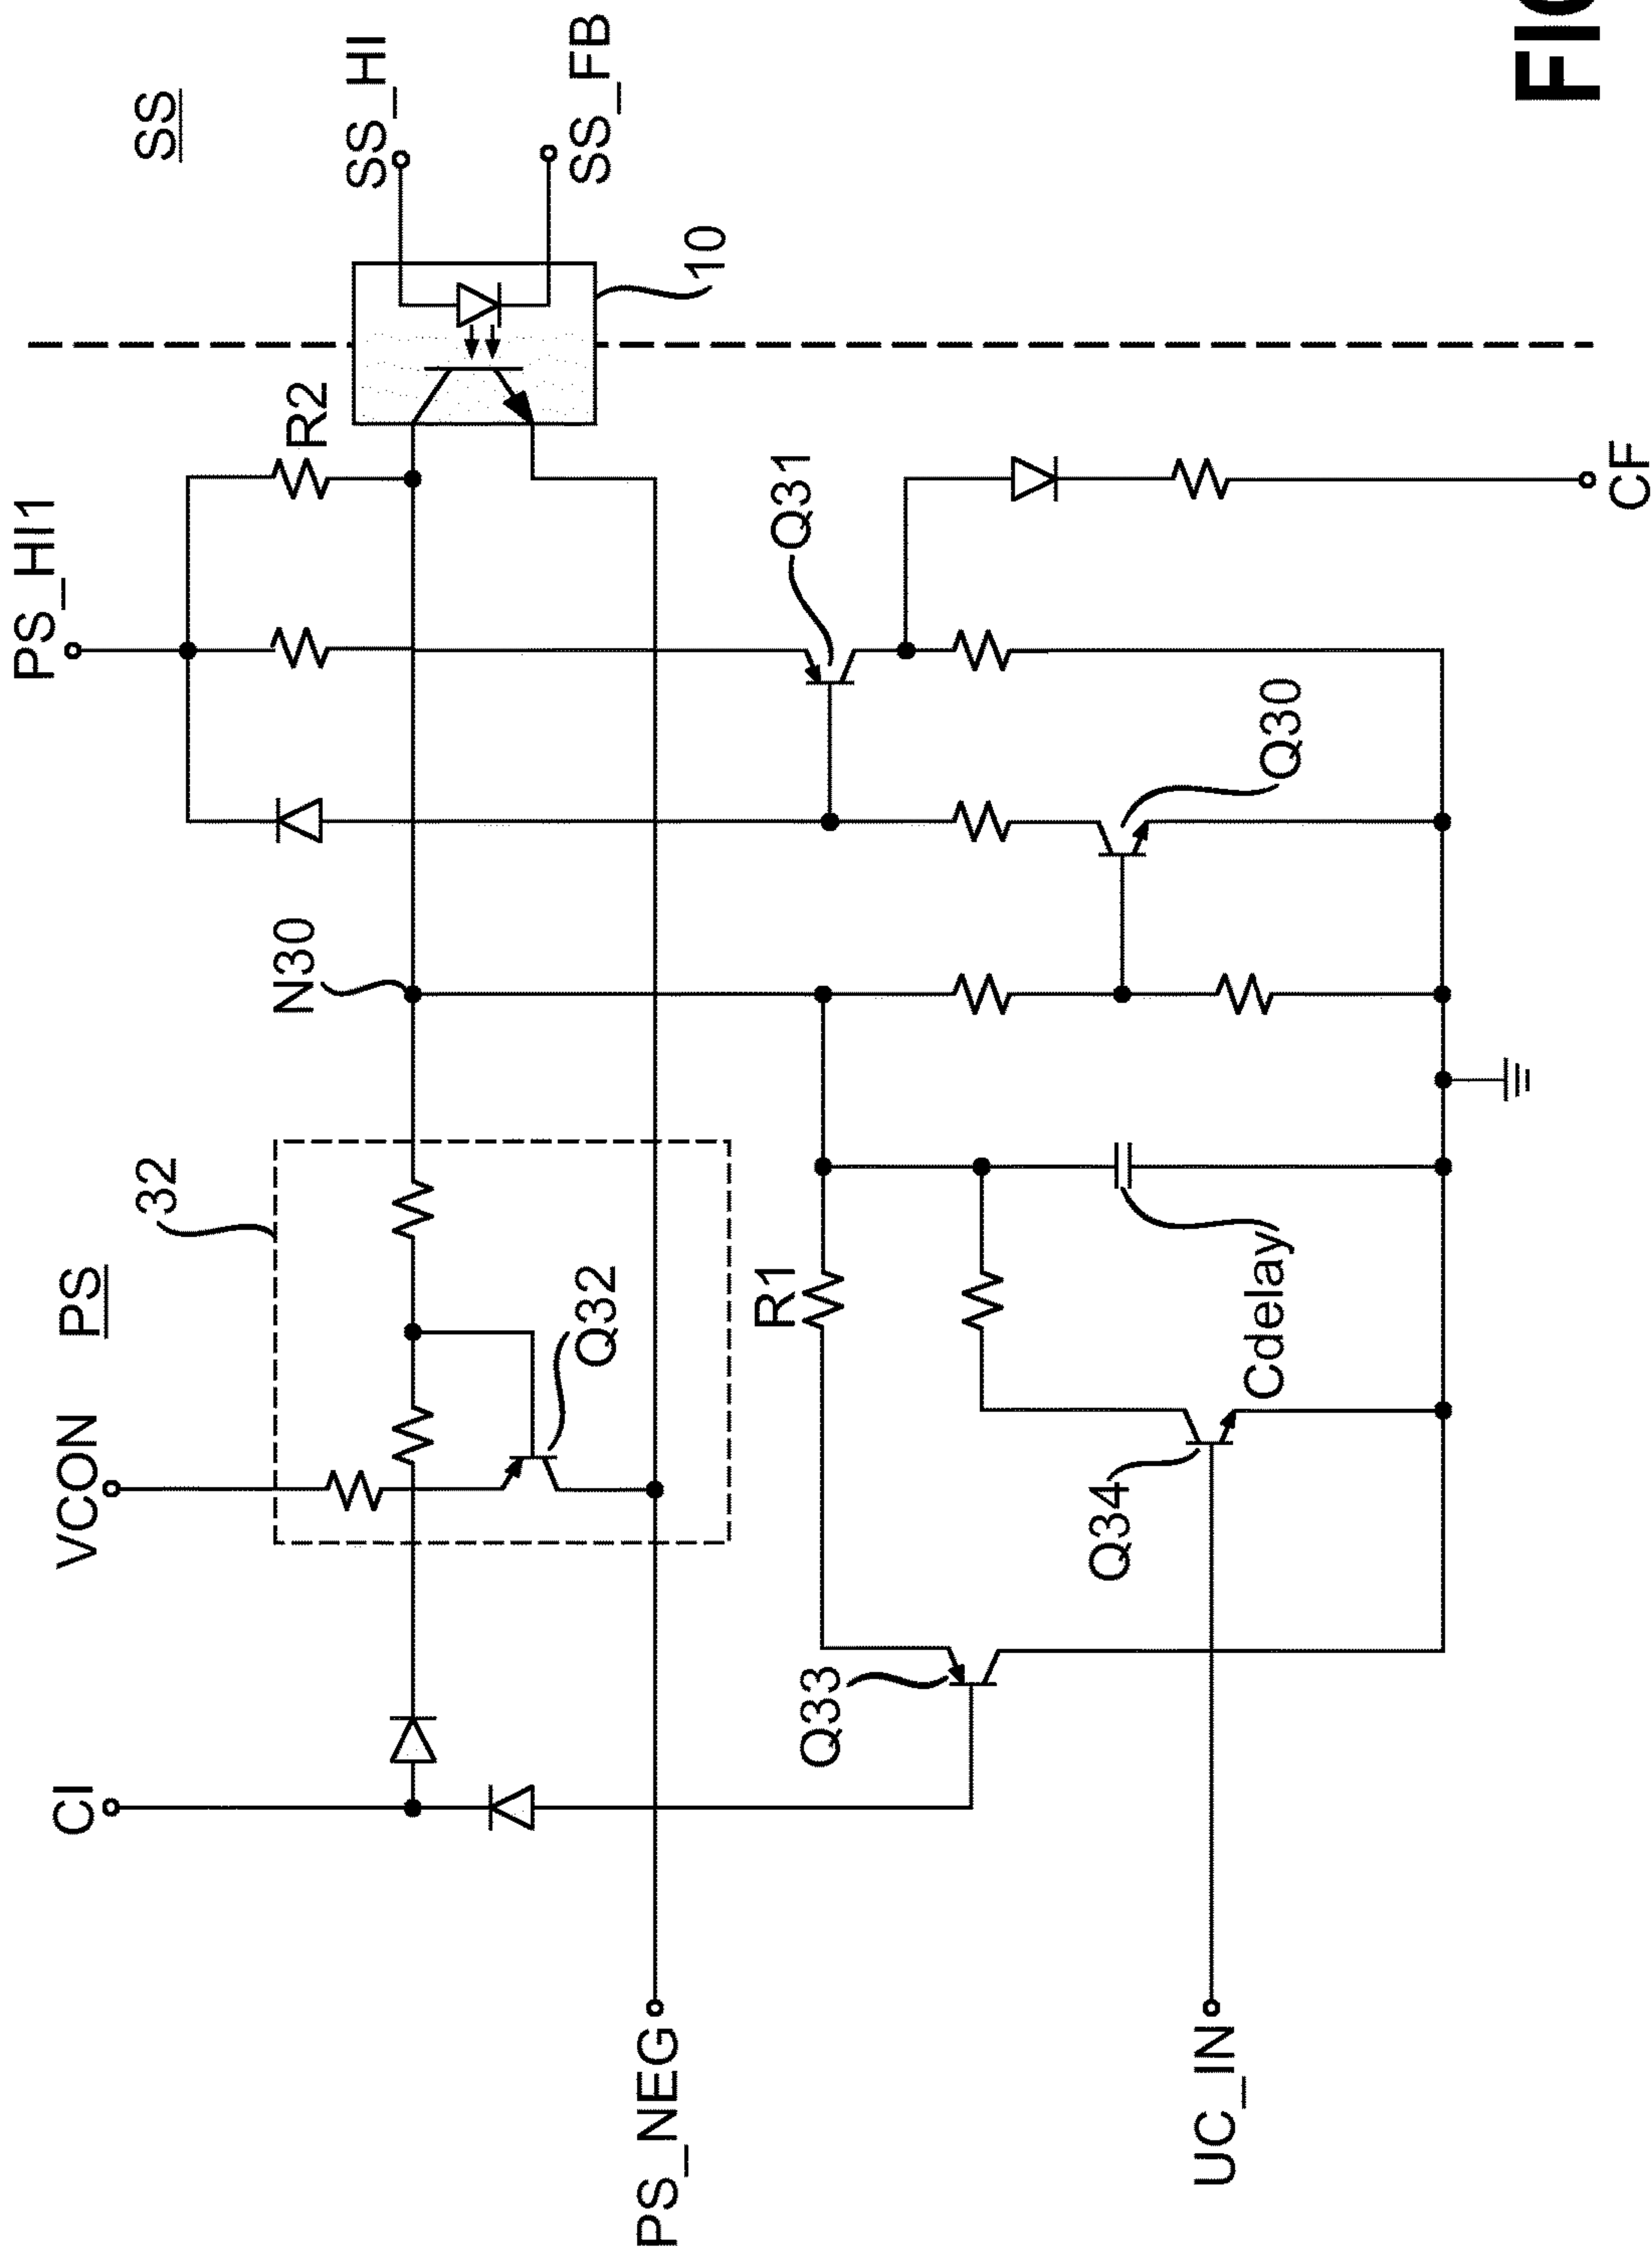 SS
SS_HI
SS_FB
10
R2
PS_HI1
Q31
CF
N30
Q30
32
PS
VCON
Q32
R1
Cdelay
Q34
CI
Q33
PS_NEG
UC_IN